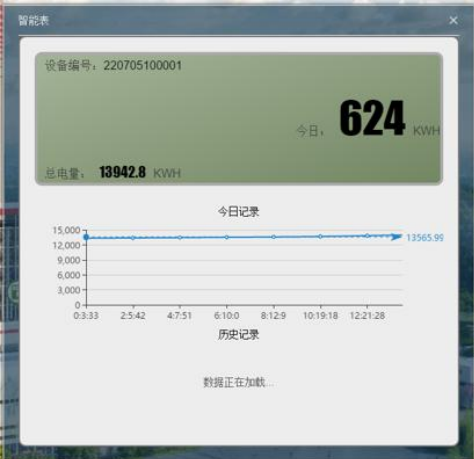 智能表
×
设备编号：220705100001
今日： 624 KWH
总电量： 13942.8 KWH
今日记录
15,000
12,000
9,000
6,000
3,000
0
13565.99
0:3:33 2:5:42 4:7:51 6:10:0 8:12:9 10:19:18 12:21:28
历史记录
数据正在加载...